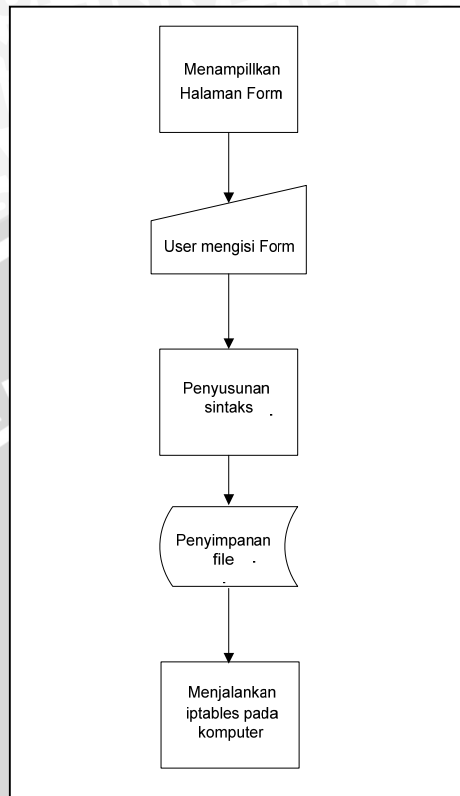 Menampillkan
Halaman Form
User mengisi Form
Penyusunan
sintaks .
Penyimpanan
file .
Menjalankan
iptables pada
komputer